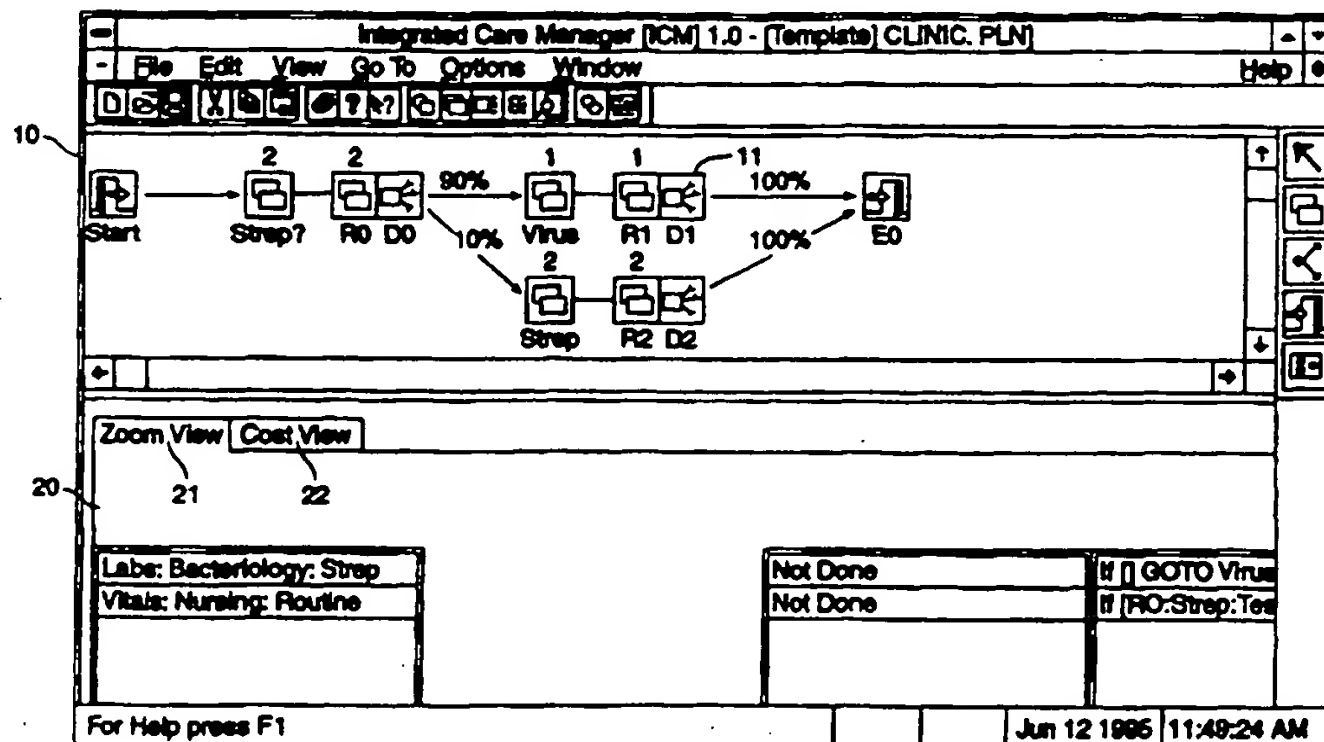 Integrated Care Manager [ICM] 1.0 - [Template] CLINIC. PLN]
File Edit View Go To Options Window Help
10
2 2 1 1 11
90% 100%
Start Strep? R0 D0 Virus R1 D1 E0
10% 100%
2 2
Strep R2 D2
Zoom View Cost View
20 21 22
Labs: Bacteriology: Strep Not Done If [] GOTO Virus
Vitals: Nursing: Routine Not Done If [RO:Strep:Tes
For Help press F1 Jun 12 1995 11:49:24 AM